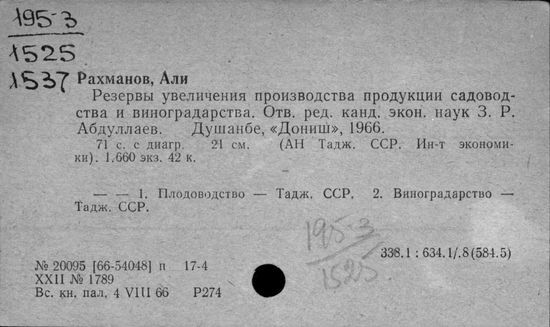 195-3
1525
1537 Рахманов, Али
Резервы увеличения производства продукции садовод-
ства и виноградарства. Отв. ред. канд. экон. наук З. Р.
Абдуллаев. Душанбе, «Дониш», 1966.
71 с. с диагр. 21 см. (АН Тадж. ССР. Ин-т экономи-
ки). 1.660 экз. 42 к.
— — 1. Плодоводство — Тадж. ССР. 2. Виноградарство —
Тадж. ССР.
195-3
1525
338.1 : 634.1/.8(584.5)
№ 20095 [66-54048] п 17-4
XXII № 1789
Вс. кн. пал. 4 VIII 66 Р274